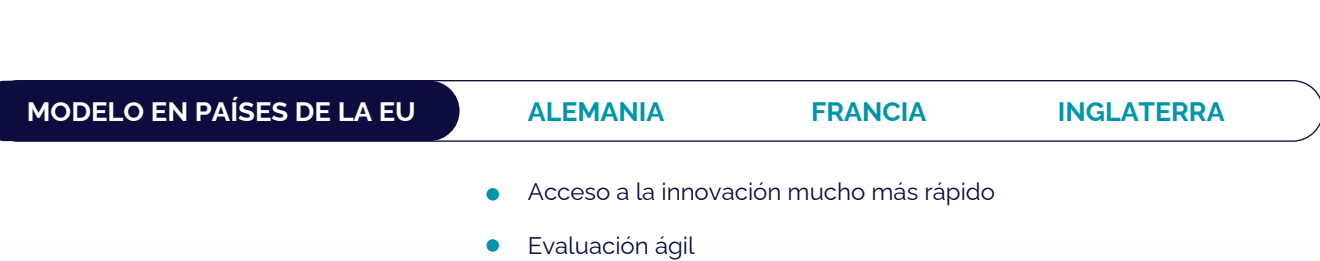 MODELO EN PAÍSES DE LA EU ALEMANIA FRANCIA INGLATERRA
Acceso a la innovación mucho más rápido
Evaluación ágil